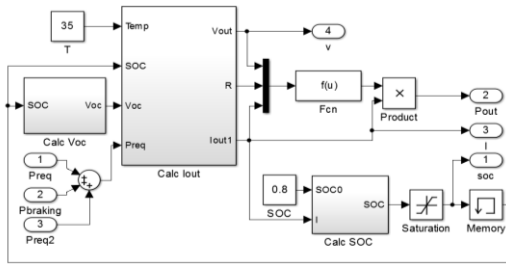 35
T
Temp
SOC
Voc
Preq
Vout
R
Iout1
Calc Iout
SOC
Voc
Calc Voc
1
Preq
2
Pbraking
3
Preq2
+
+
+
4
v
f(u)
Fcn
×
Product
2
Pout
3
I
1
soc
0.8
SOC
SOC0
I
SOC
Calc SOC
Saturation
Memory